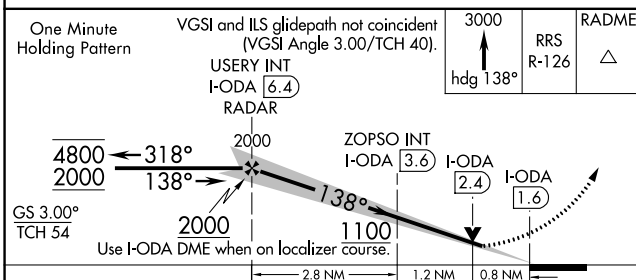 One Minute
Holding Pattern
VGSI and ILS glidepath not coincident
(VGSI Angle 3.00/TCH 40).
3000
hdg 138°
RRS
R-126
RADME
USERY INT
I-ODA 6.4
RADAR
2000
ZOPSO INT
I-ODA 3.6
I-ODA
2.4
I-ODA
1.6
4800
2000
318°
138°
138°
GS 3.00°
TCH 54
2000
1100
Use I-ODA DME when on localizer course.
2.8 NM
1.2 NM
0.8 NM